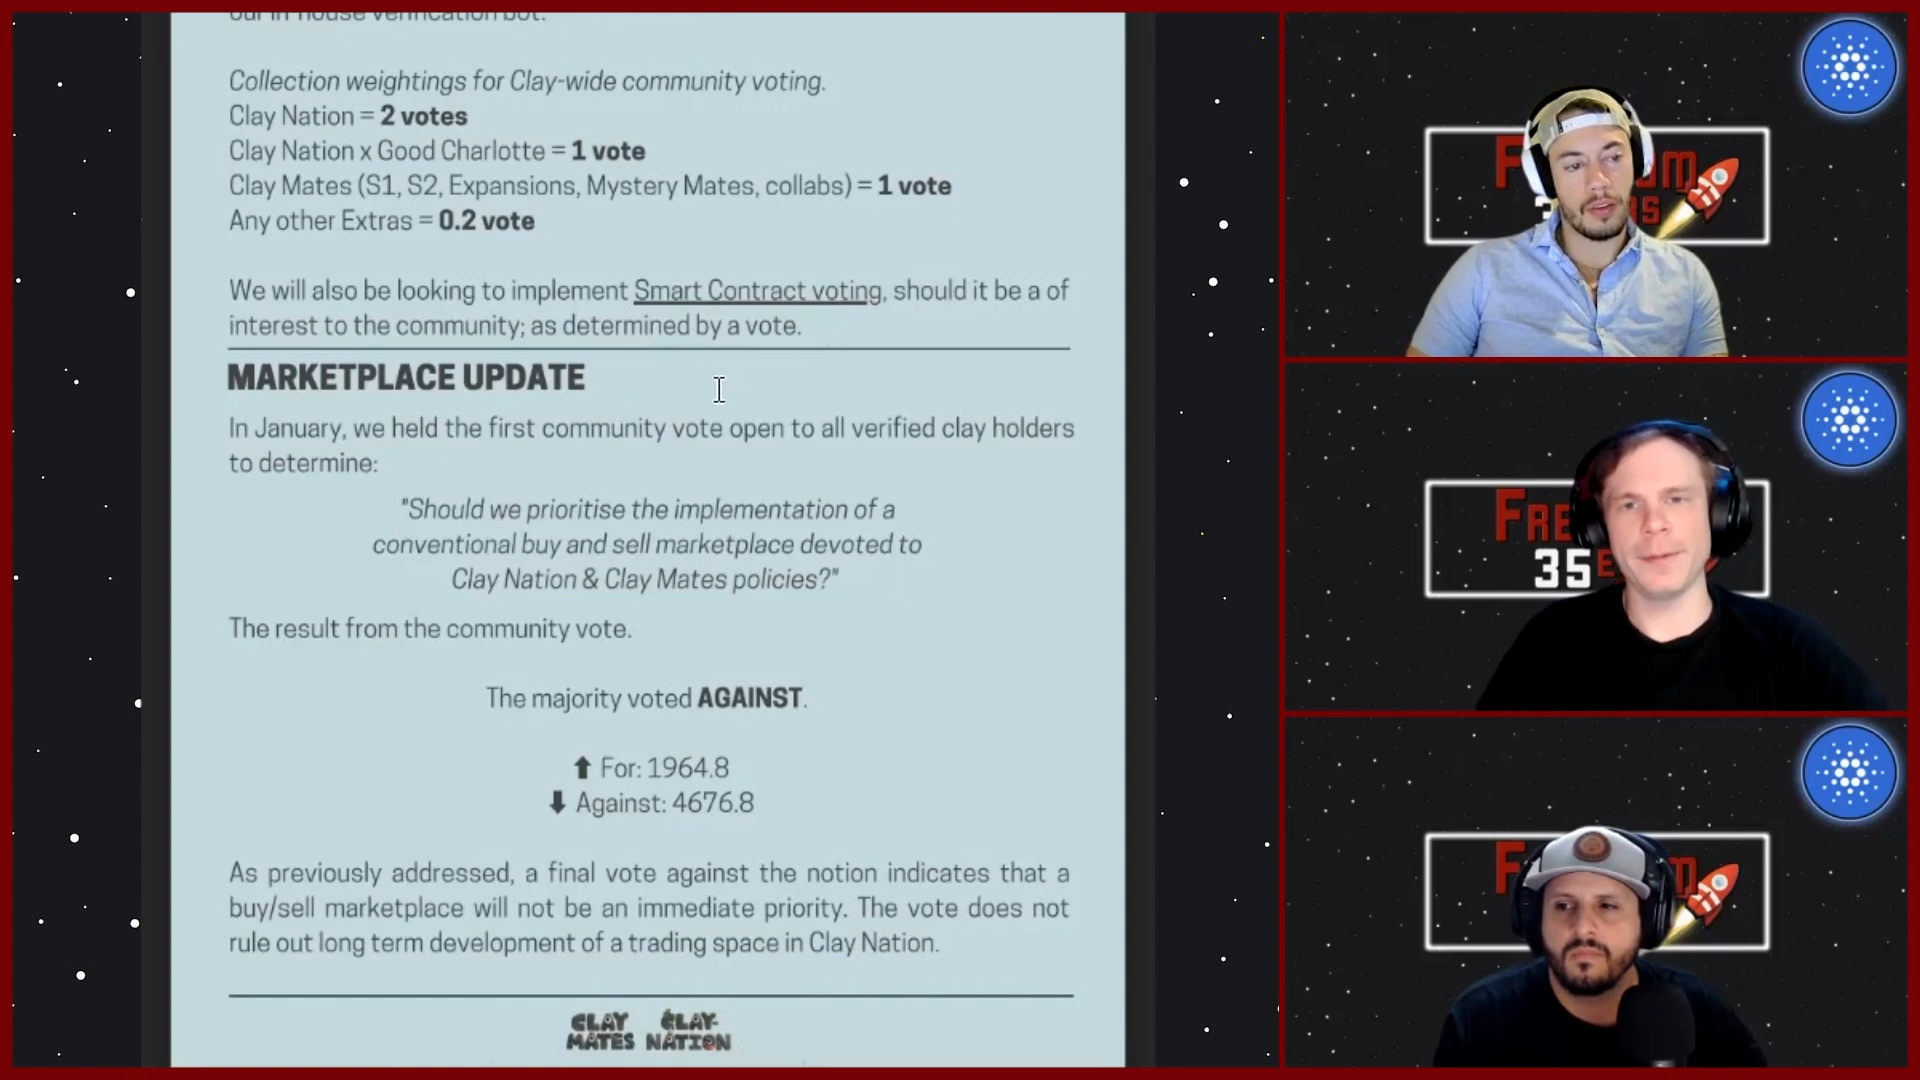 our in-house verification bot.
Collection weightings for Clay-wide community voting.
Clay Nation = 2 votes
Clay Nation x Good Charlotte = 1 vote
Clay Mates (S1, S2, Expansions, Mystery Mates, collabs) = 1 vote
Any other Extras = 0.2 vote
We will also be looking to implement Smart Contract voting, should it be a of
interest to the community; as determined by a vote.
MARKETPLACE UPDATE
In January, we held the first community vote open to all verified clay holders
to determine:
"Should we prioritise the implementation of a
conventional buy and sell marketplace devoted to
Clay Nation & Clay Mates policies?"
The result from the community vote.
The majority voted AGAINST.
For: 1964.8
Against: 4676.8
As previously addressed, a final vote against the notion indicates that a
buy/sell marketplace will not be an immediate priority. The vote does not
rule out long term development of a trading space in Clay Nation.
CLAY MATES
CLAY NATION
35